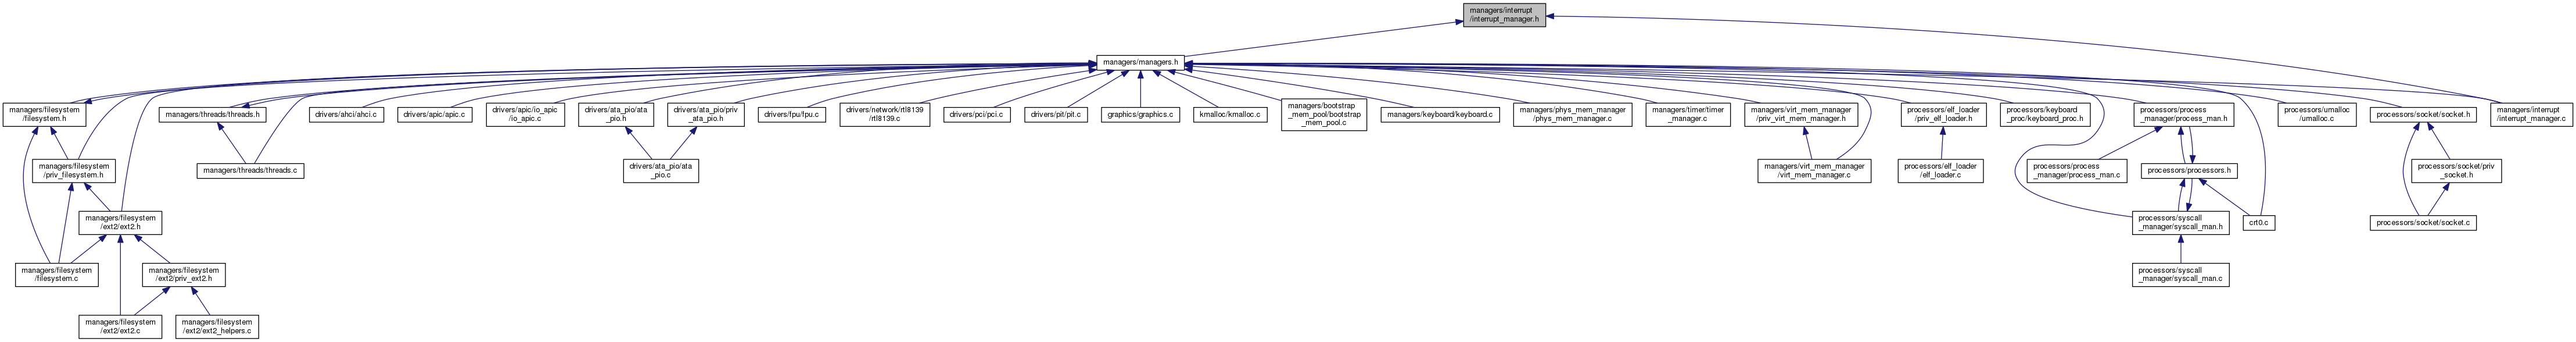 managers/interrupt
/interrupt_manager.h
managers/managers.h
managers/filesystem
/filesystem.h
managers/threads/threads.h
drivers/ahci/ahci.c
drivers/apic/apic.c
drivers/apic/io_apic
/io_apic.c
drivers/ata_pio/ata
_pio.h
drivers/ata_pio/priv
_ata_pio.h
drivers/fpu/fpu.c
drivers/network/rtl8139
/rtl8139.c
drivers/pci/pci.c
drivers/pit/pit.c
graphics/graphics.c
kmalloc/kmalloc.c
managers/bootstrap
_mem_pool/bootstrap
_mem_pool.c
managers/keyboard/keyboard.c
managers/phys_mem_manager
/phys_mem_manager.c
managers/timer/timer
_manager.c
managers/virt_mem_manager
/priv_virt_mem_manager.h
processors/elf_loader
/priv_elf_loader.h
processors/keyboard
_proc/keyboard_proc.h
processors/process
_manager/process_man.h
processors/umalloc
/umalloc.c
processors/socket/socket.h
managers/interrupt
/interrupt_manager.c
managers/filesystem
/priv_filesystem.h
managers/threads/threads.c
drivers/ata_pio/ata
_pio.c
managers/virt_mem_manager
/virt_mem_manager.c
processors/elf_loader
/elf_loader.c
processors/process
_manager/process_man.c
processors/processors.h
processors/socket/priv
_socket.h
managers/filesystem
/ext2/ext2.h
processors/syscall
_manager/syscall_man.h
crt0.c
processors/socket/socket.c
managers/filesystem
/filesystem.c
managers/filesystem
/ext2/priv_ext2.h
processors/syscall
_manager/syscall_man.c
managers/filesystem
/ext2/ext2.c
managers/filesystem
/ext2/ext2_helpers.c